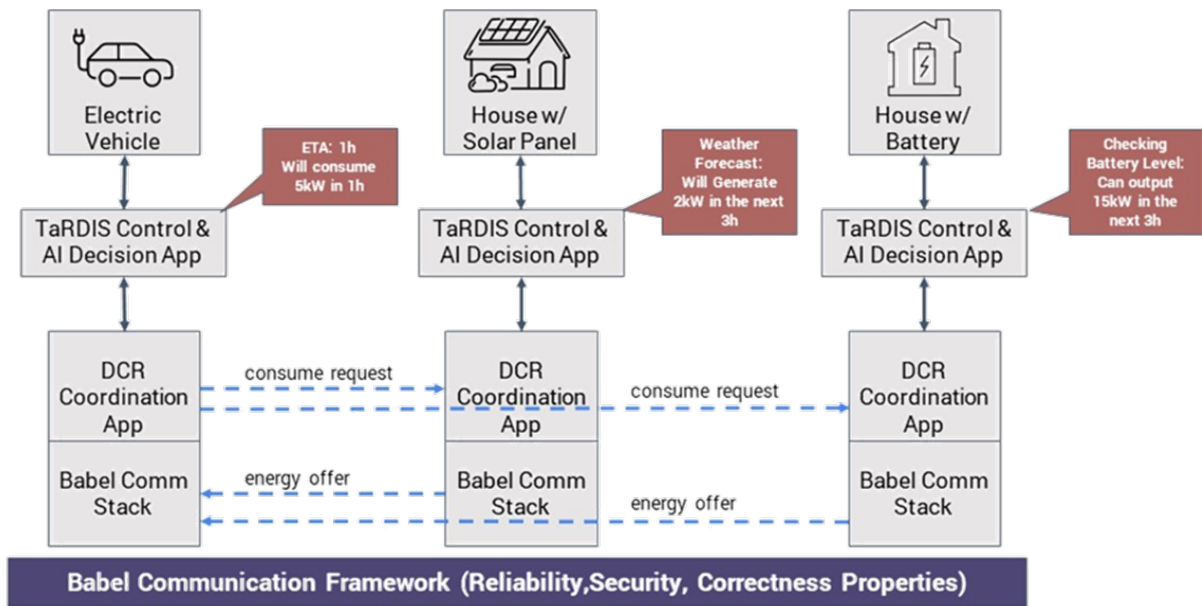 Electric
Vehicle
House w/
Solar Panel
House w/
Battery
ETA: 1h
Will consume
5kW in 1h
Weather
Forecast:
Will Generate
2kW in the next
3h
Checking
Battery Level:
Can output
15kW in the
next 3h
TaRDIS Control &
AI Decision App
TaRDIS Control &
AI Decision App
TaRDIS Control &
AI Decision App
DCR
Coordination
App
consume request
DCR
Coordination
App
consume request
DCR
Coordination
App
Babel Comm
Stack
energy offer
Babel Comm
Stack
energy offer
Babel Comm
Stack
Babel Communication Framework (Reliability,Security, Correctness Properties)